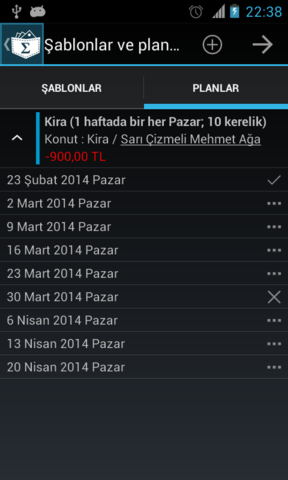 22:38
Σ
Şablonlar ve plan...
ŞABLONLAR
PLANLAR
Kira (1 haftada bir her Pazar; 10 kerelik)
Konut : Kira / Sarı Çizmeli Mehmet Ağa
-900,00 TL
23 Şubat 2014 Pazar
2 Mart 2014 Pazar
9 Mart 2014 Pazar
16 Mart 2014 Pazar
23 Mart 2014 Pazar
30 Mart 2014 Pazar
6 Nisan 2014 Pazar
13 Nisan 2014 Pazar
20 Nisan 2014 Pazar